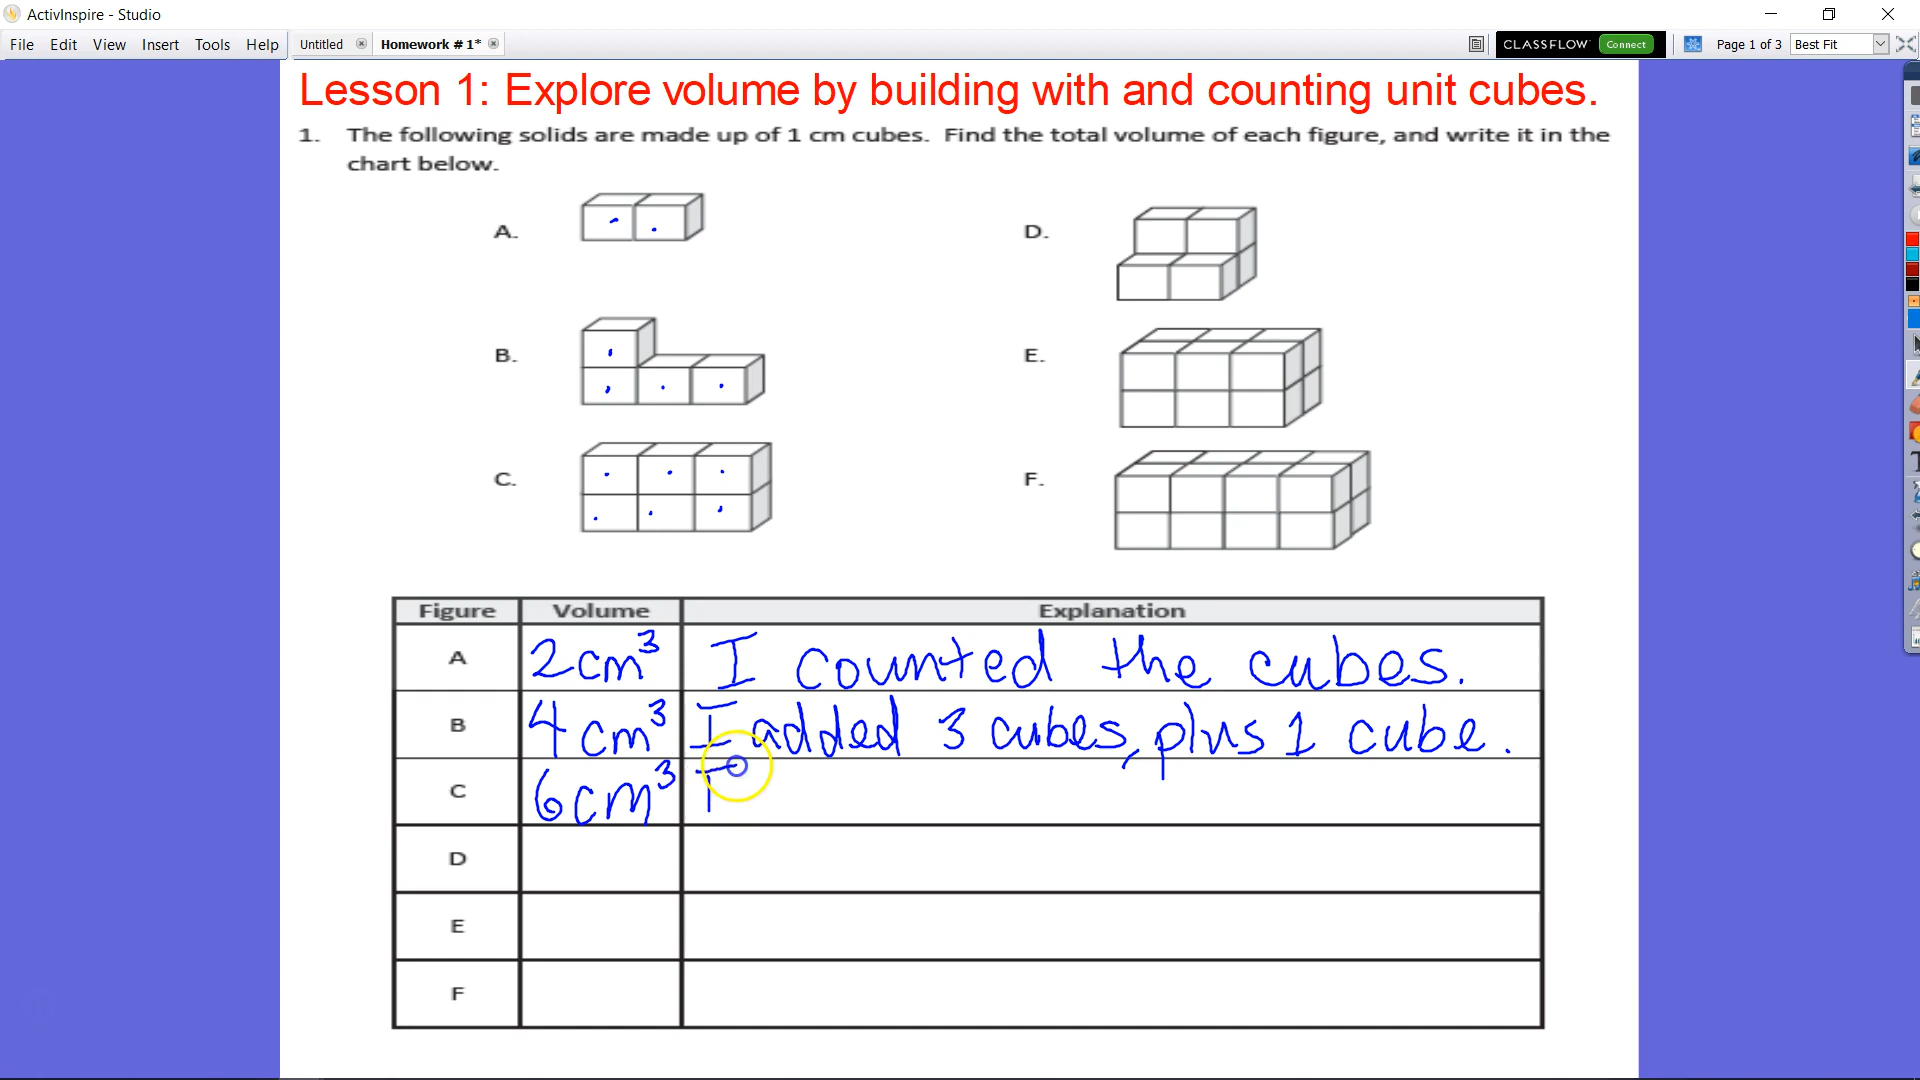 ActivInspire - Studio
File Edit View Insert Tools Help
Untitled Homework # 1*
CLASSFLOW Connect Page 1 of 3 Best Fit
Lesson 1: Explore volume by building with and counting unit cubes.
1. The following solids are made up of 1 cm cubes. Find the total volume of each figure, and write it in the
chart below.
A. D.
B. E.
C. F.
Figure Volume Explanation
A 2cm³ I counted the cubes.
B 4cm³ I added 3 cubes, plus 1 cube.
C 6cm³
D
E
F